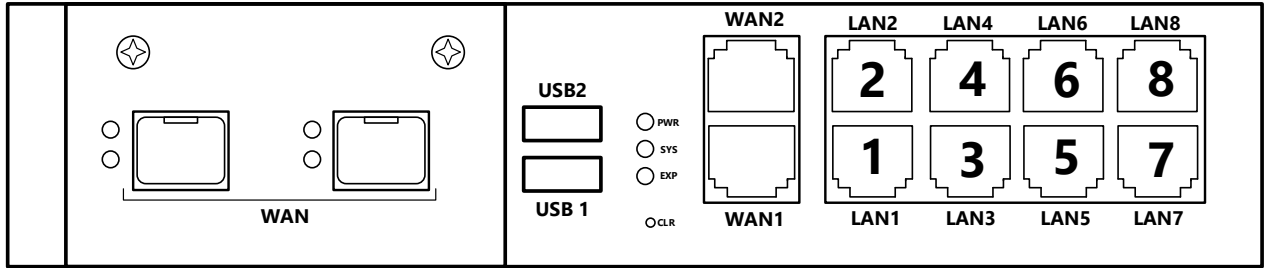 WAN2 LAN2 LAN4 LAN6 LAN8
USB2
2 4 6 8
PWR
SYS
EXP
1 3 5 7
USB 1
WAN
CLR
WAN1 LAN1 LAN3 LAN5 LAN7